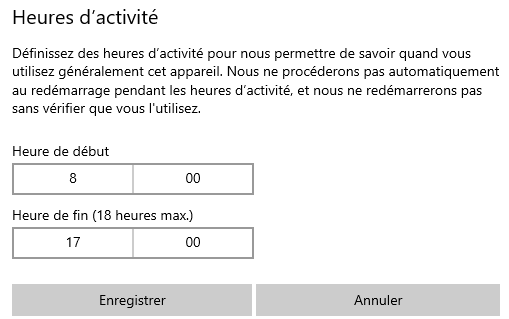 Heures d’activité
Définissez des heures d’activité pour nous permettre de savoir quand vous
utilisez généralement cet appareil. Nous ne procéderons pas automatiquement
au redémarrage pendant les heures d’activité, et nous ne redémarrerons pas
sans vérifier que vous l'utilisez.
Heure de début
8 00
Heure de fin (18 heures max.)
17 00
Enregistrer Annuler